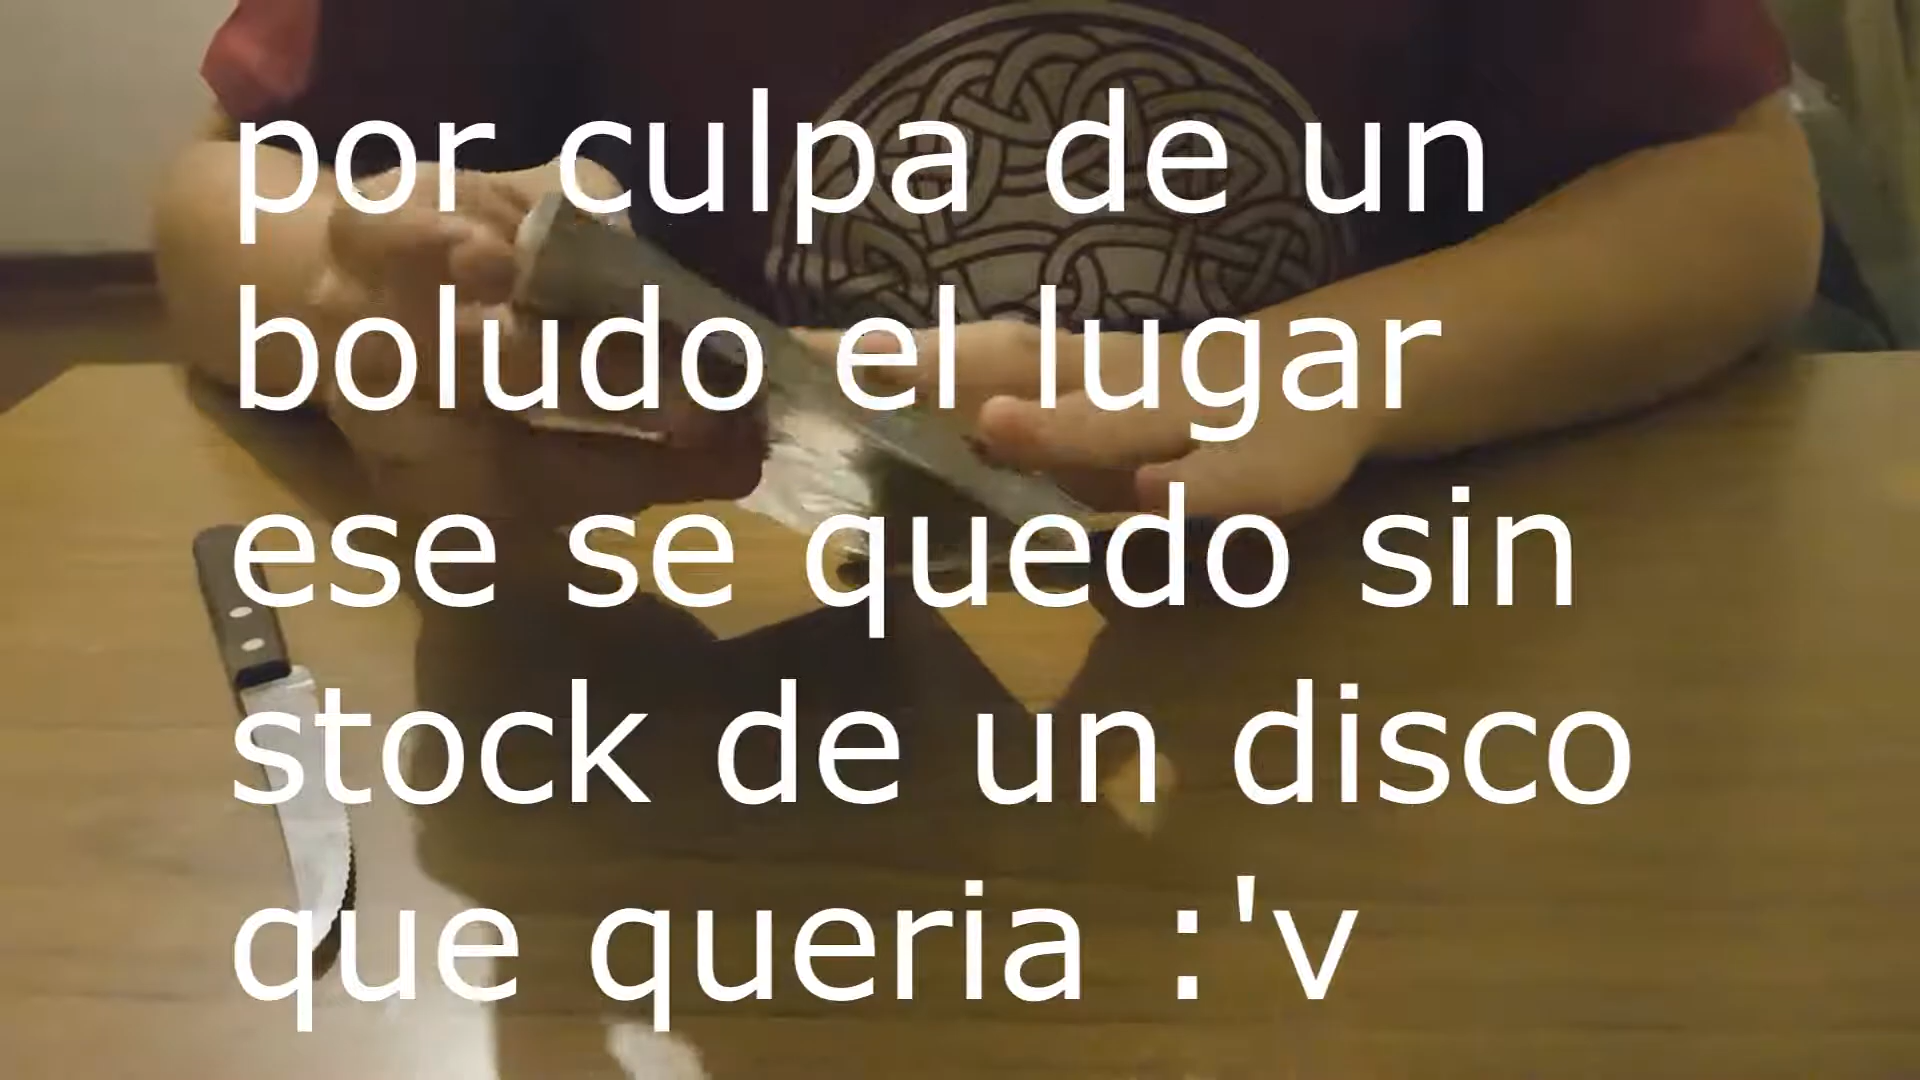 por culpa de un
boludo el lugar
ese se quedo sin
stock de un disco
que queria :'v